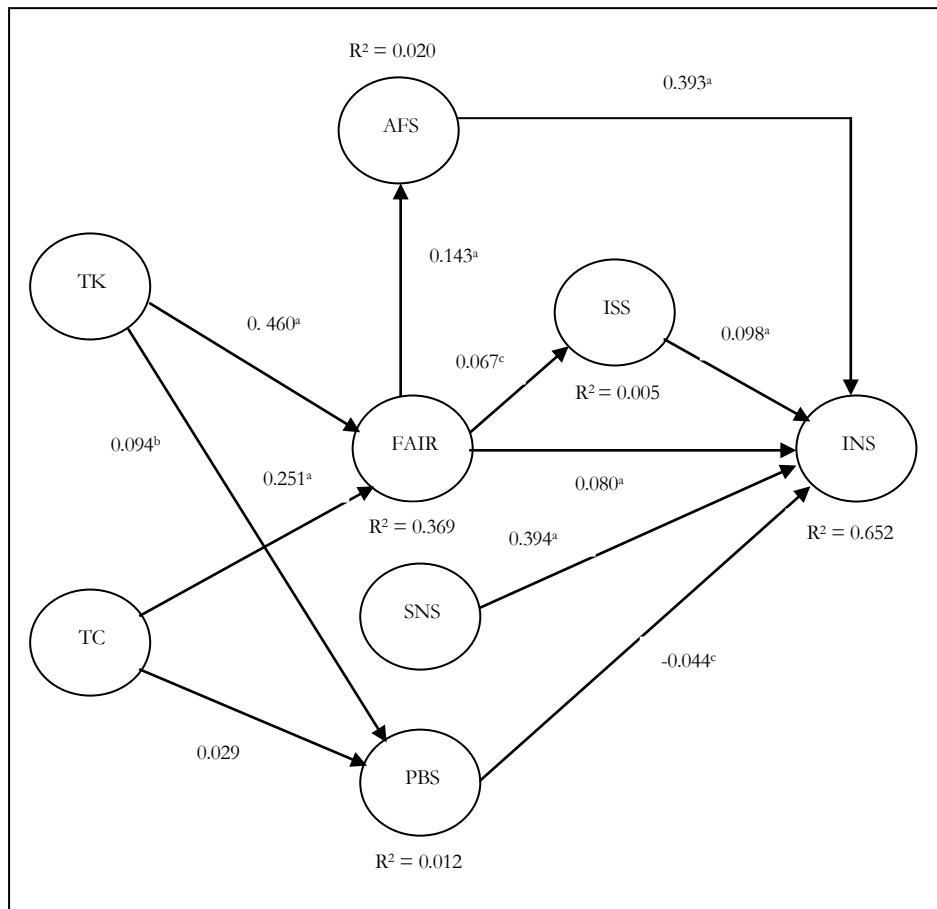 R² = 0.020
0.393ᵃ
AFS
TK
0.143ᵃ
ISS
0. 460ᵃ
0.098ᵃ
0.067ᶜ
R² = 0.005
0.094ᵇ
FAIR
INS
0.251ᵃ
0.080ᵃ
R² = 0.369
R² = 0.652
0.394ᵃ
SNS
TC
-0.044ᶜ
0.029
PBS
R² = 0.012